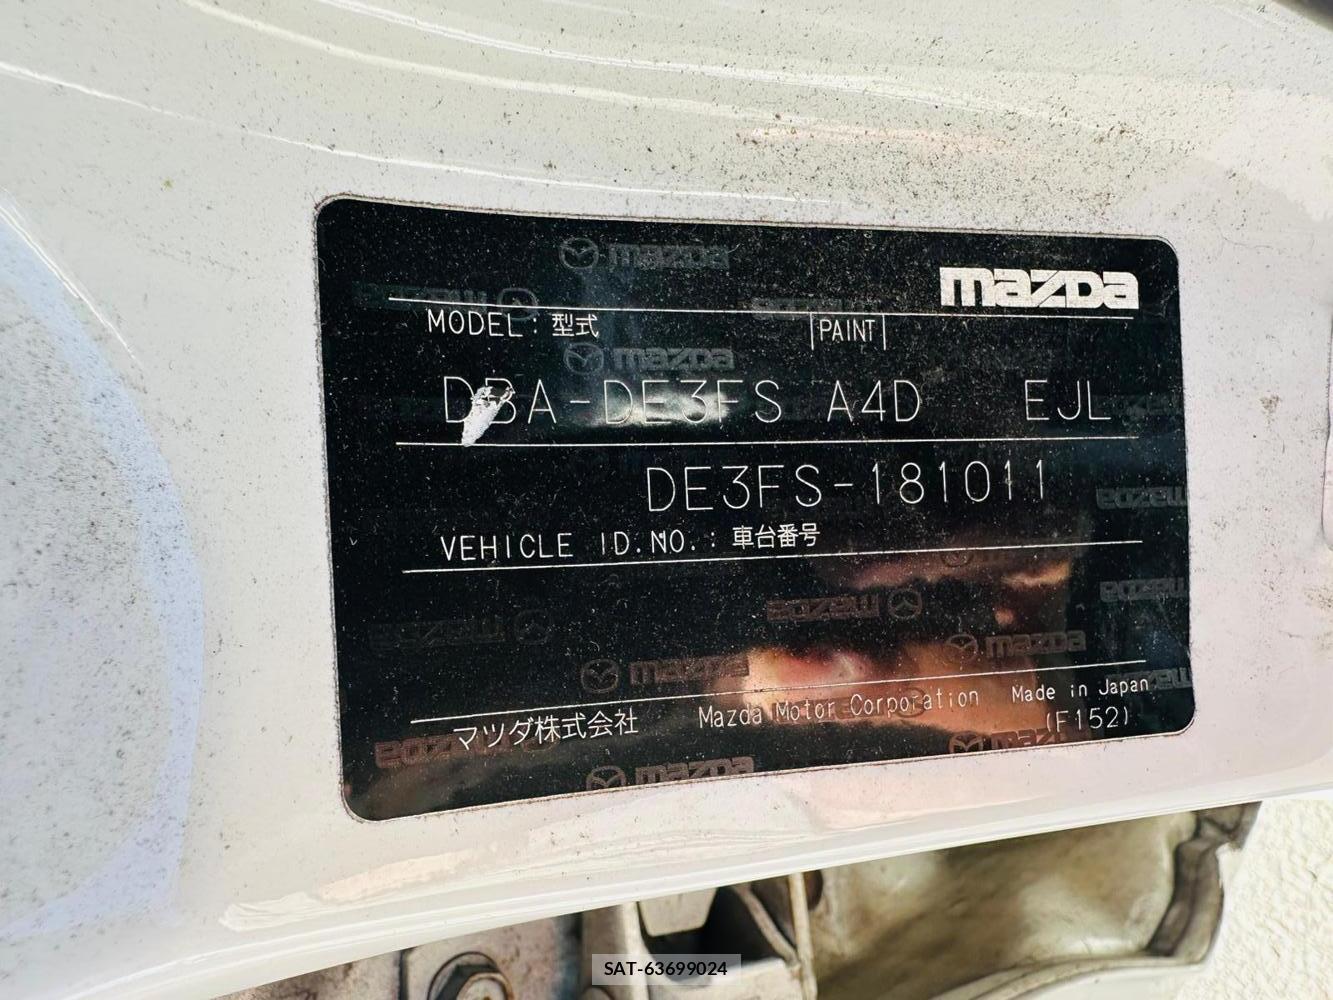 mazda
MODEL : 型式 |PAINT|
DBA-DE3FS A4D EJL
DE3FS-181011
VEHICLE ID.NO. : 車台番号
マツダ株式会社 Mazda Motor Corporation Made in Japan
(F152)
SAT-63699024